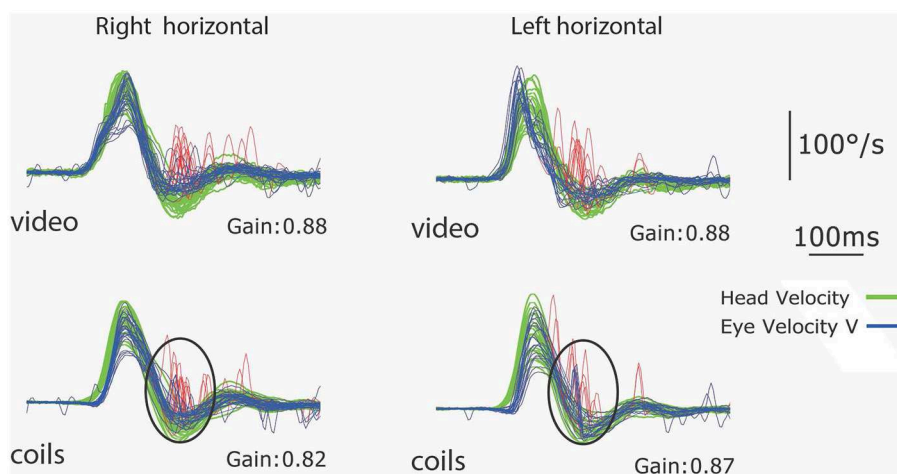 Right horizontal
Left horizontal
100°/s
video
Gain:0.88
video
Gain:0.88
100ms
Head Velocity
Eye Velocity V
coils
Gain:0.82
coils
Gain:0.87